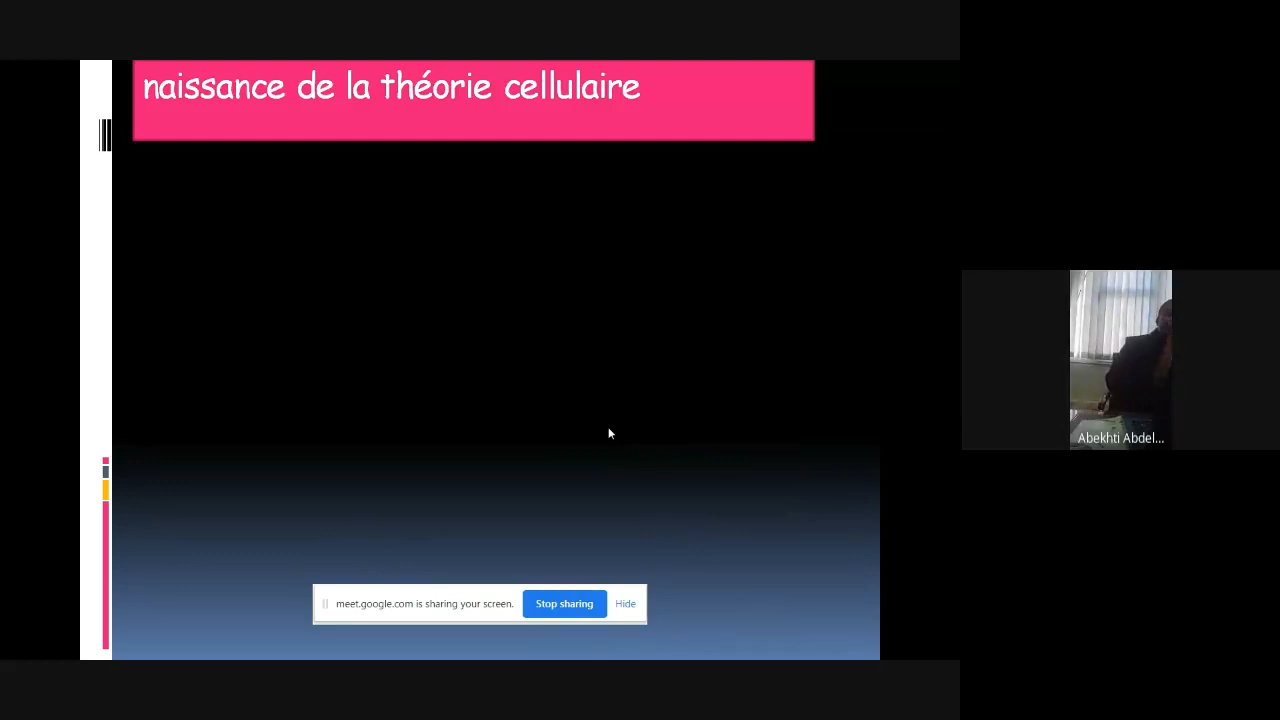 naissance de la théorie cellulaire
Abekhti Abdel...
meet.google.com is sharing your screen. Stop sharing Hide